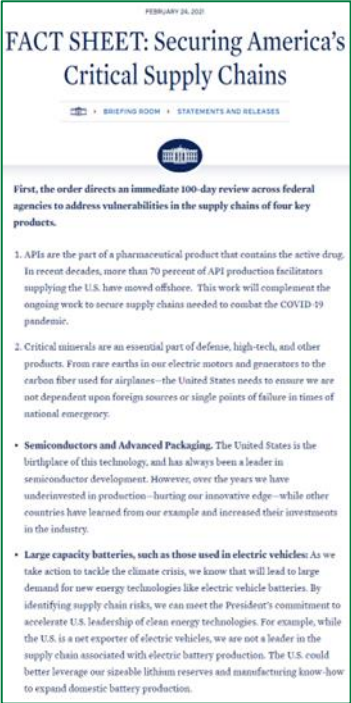 FEBRUARY 24, 2021
FACT SHEET: Securing America’s
Critical Supply Chains
BRIEFING ROOM
STATEMENTS AND RELEASES
First, the order directs an immediate 100-day review across federal
agencies to address vulnerabilities in the supply chains of four key
products.
1. APIs are the part of a pharmaceutical product that contains the active drug.
In recent decades, more than 70 percent of API production facilitators
supplying the U.S. have moved offshore. This work will complement the
ongoing work to secure supply chains needed to combat the COVID-19
pandemic.
2. Critical minerals are an essential part of defense, high-tech, and other
products. From rare earths in our electric motors and generators to the
carbon fiber used for airplanes—the United States needs to ensure we are
not dependent upon foreign sources or single points of failure in times of
national emergency.
• Semiconductors and Advanced Packaging. The United States is the
birthplace of this technology, and has always been a leader in
semiconductor development. However, over the years we have
underinvested in production—hurting our innovative edge—while other
countries have learned from our example and increased their investments
in the industry.
• Large capacity batteries, such as those used in electric vehicles: As we
take action to tackle the climate crisis, we know that will lead to large
demand for new energy technologies like electric vehicle batteries. By
identifying supply chain risks, we can meet the President’s commitment to
accelerate U.S. leadership of clean energy technologies. For example, while
the U.S. is a net exporter of electric vehicles, we are not a leader in the
supply chain associated with electric battery production. The U.S. could
better leverage our sizeable lithium reserves and manufacturing know-how
to expand domestic battery production.